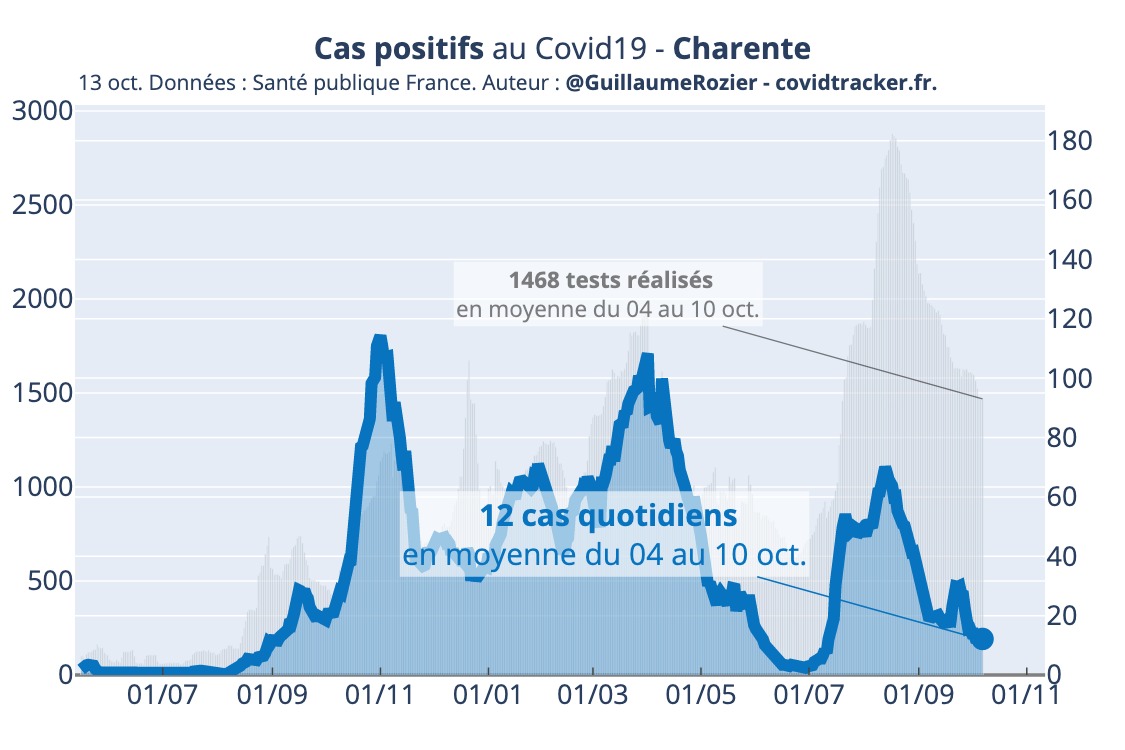 Cas positifs au Covid19 - Charente
13 oct. Données : Santé publique France. Auteur : @GuillaumeRozier - covidtracker.fr.
3000
180
160
2500
140
1468 tests réalisés
en moyenne du 04 au 10 oct.
2000
120
100
1500
80
1000
60
12 cas quotidiens
en moyenne du 04 au 10 oct.
500
40
20
0
0
01/07 01/09 01/11 01/01 01/03 01/05 01/07 01/09 01/11